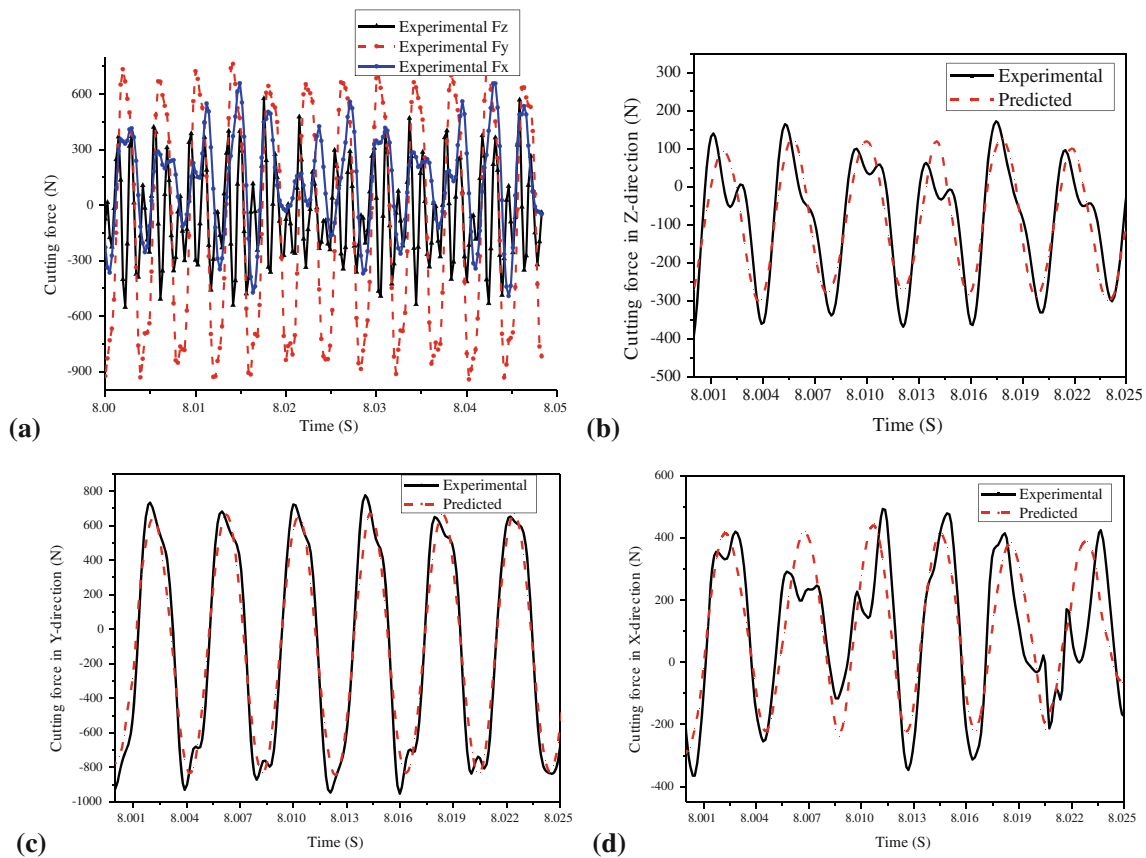 Experimental Fz
Experimental Fy
Experimental Fx
600
300
0
-300
-600
-900
Cutting force (N)
8.00 8.01 8.02 8.03 8.04 8.05
Time (S)
(a)
Experimental
Predicted
300
200
100
0
-100
-200
-300
-400
-500
Cutting force in Z-direction (N)
8.001 8.004 8.007 8.010 8.013 8.016 8.019 8.022 8.025
Time (S)
(b)
Experimental
Predicted
800
600
400
200
0
-200
-400
-600
-800
-1000
Cutting force in Y-direction (N)
8.001 8.004 8.007 8.010 8.013 8.016 8.019 8.022 8.025
Time (S)
(c)
Experimental
Predicted
600
400
200
0
-200
-400
Cutting force in X-direction (N)
8.001 8.004 8.007 8.010 8.013 8.016 8.019 8.022 8.025
Time (S)
(d)